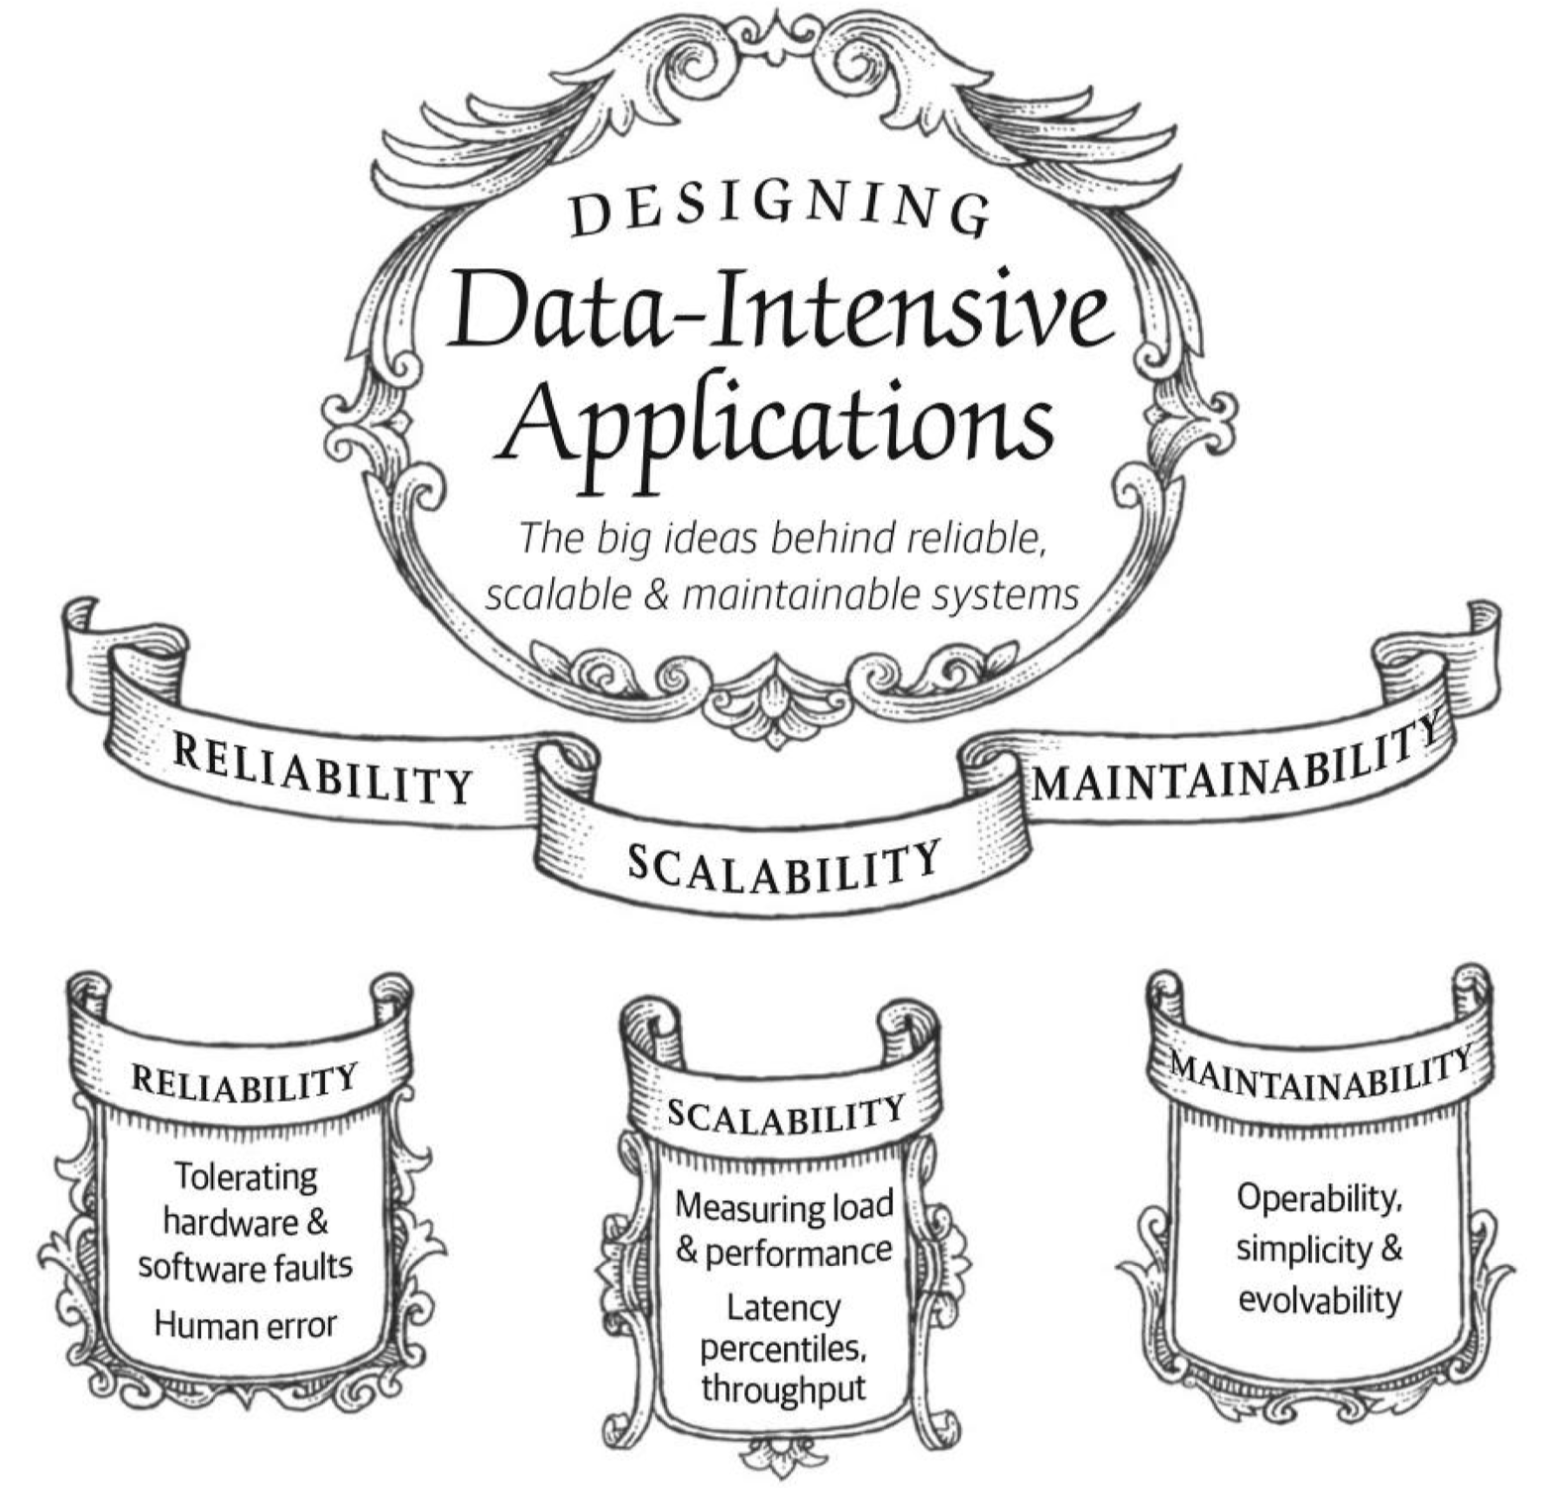 DESIGNING
Data-Intensive
Applications
The big ideas behind reliable,
scalable & maintainable systems
RELIABILITY
SCALABILITY
MAINTAINABILITY
RELIABILITY
Tolerating
hardware &
software faults
Human error
SCALABILITY
Measuring load
& performance
Latency
percentiles,
throughput
MAINTAINABILITY
Operability,
simplicity &
evolvability